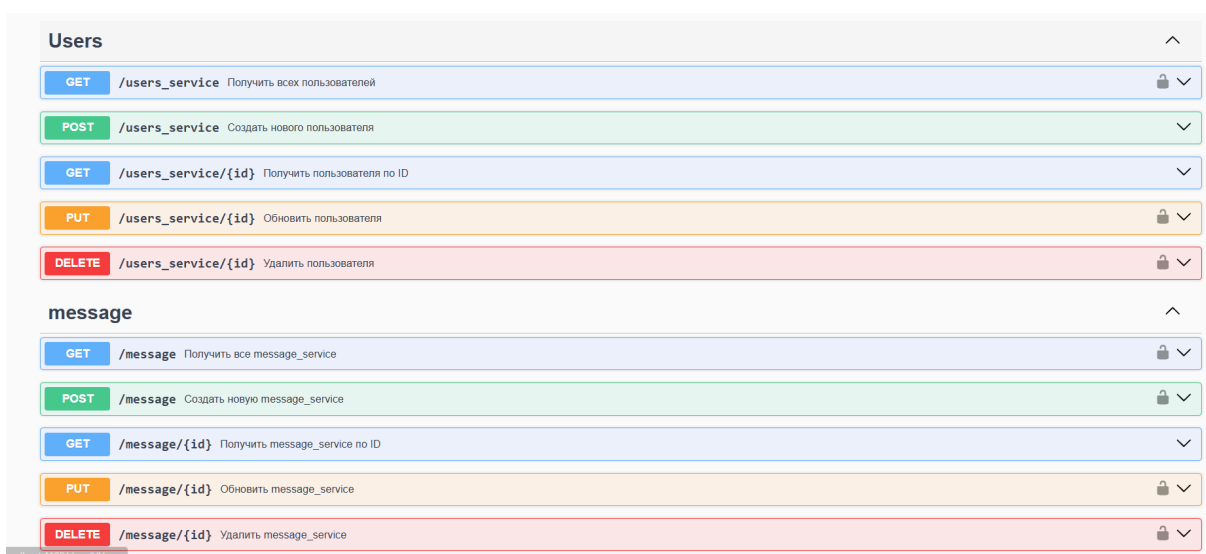 Users
GET /users_service Получить всех пользователей
POST /users_service Создать нового пользователя
GET /users_service/{id} Получить пользователя по ID
PUT /users_service/{id} Обновить пользователя
DELETE /users_service/{id} Удалить пользователя
message
GET /message Получить все message_service
POST /message Создать новую message_service
GET /message/{id} Получить message_service по ID
PUT /message/{id} Обновить message_service
DELETE /message/{id} Удалить message_service